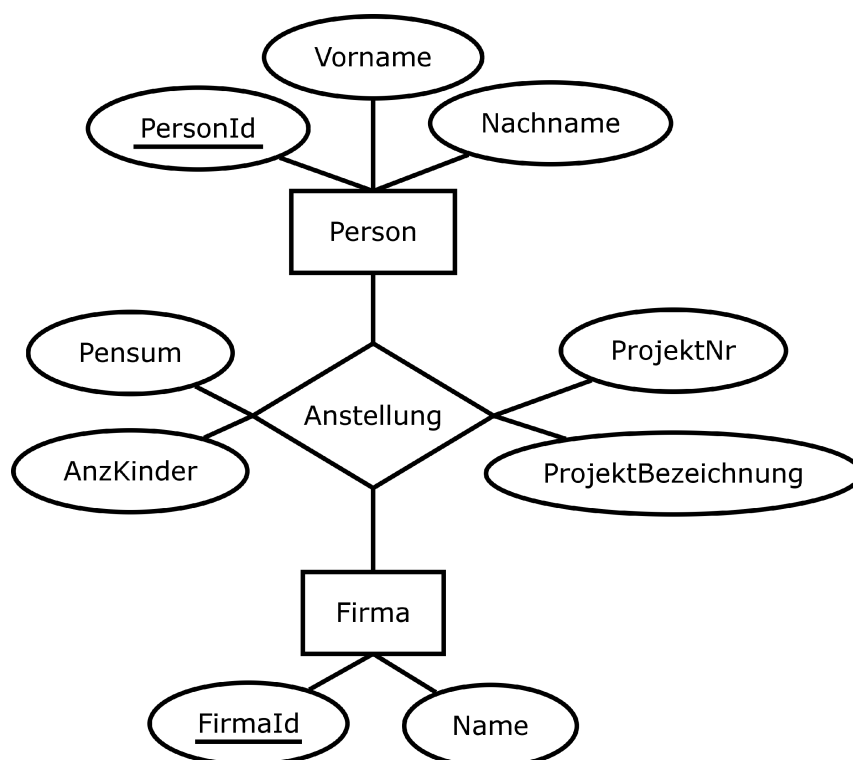 Vorname
PersonId
Nachname
Person
Pensum
ProjektNr
Anstellung
AnzKinder
ProjektBezeichnung
Firma
FirmaId
Name